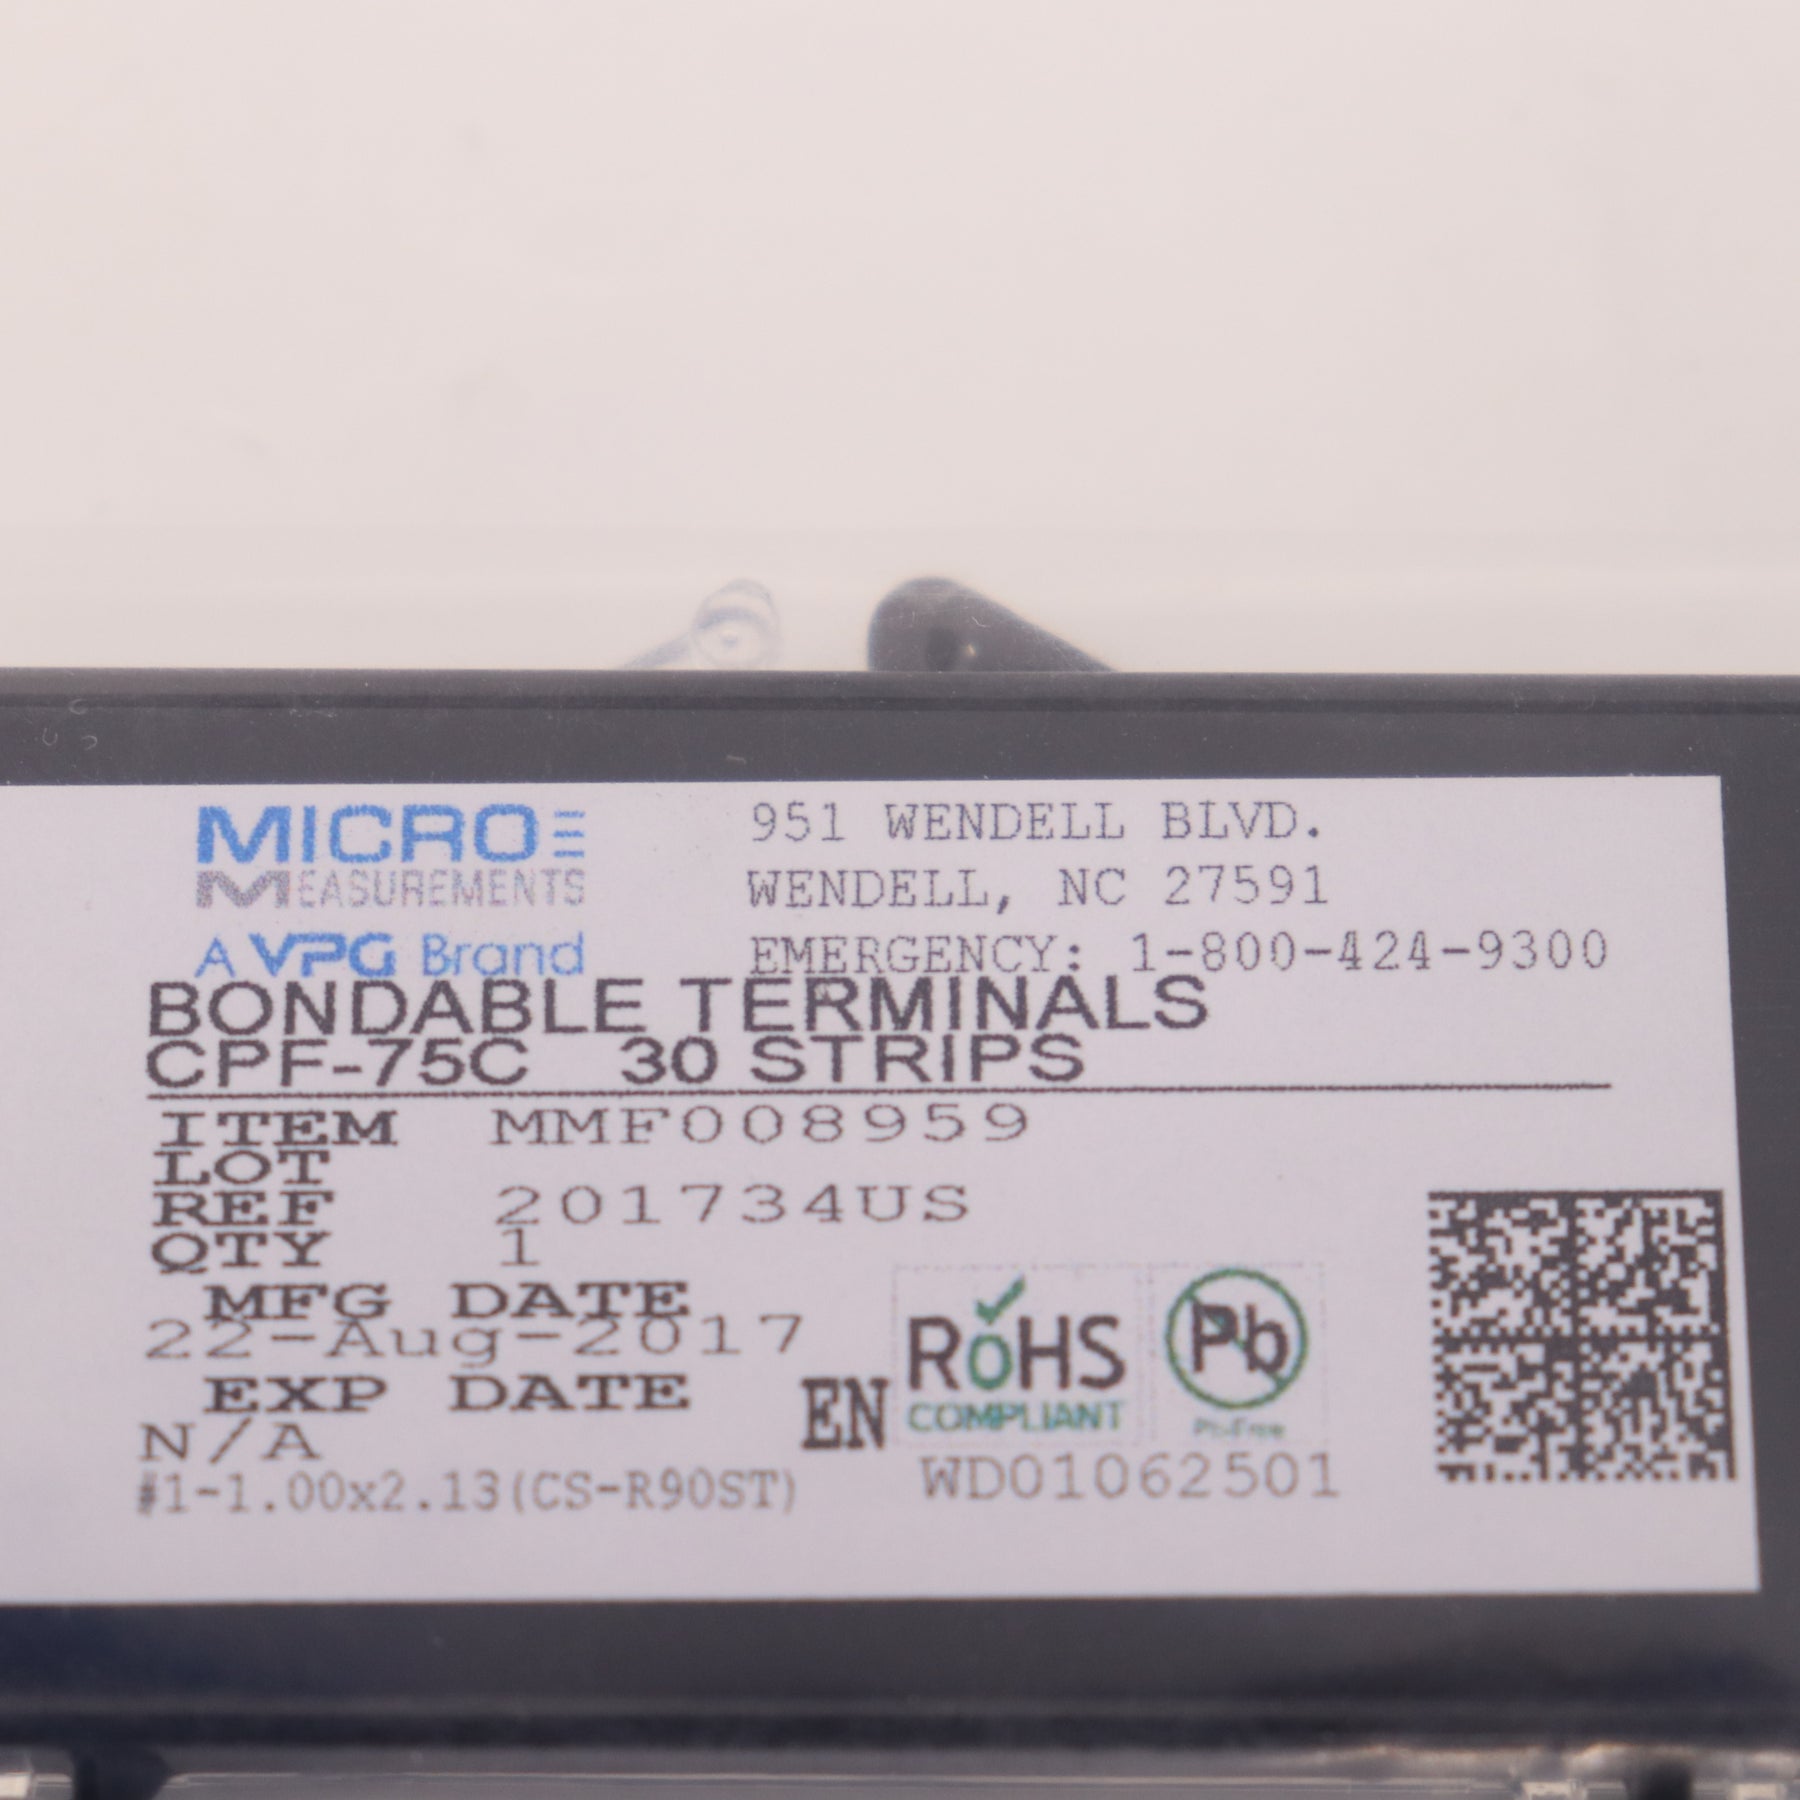 MICRO
MEASUREMENTS
A VPG Brand
951 WENDELL BLVD.
WENDELL, NC 27591
EMERGENCY: 1-800-424-9300
BONDABLE TERMINALS
CPF-75C 30 STRIPS
ITEM MMF008959
LOT
REF 201734US
QTY 1
MFG DATE
22-Aug-2017
EXP DATE
N/A
#1-1.00x2.13(CS-R90ST)
EN
RoHS
COMPLIANT
Pb
Pb-Free
WD01062501